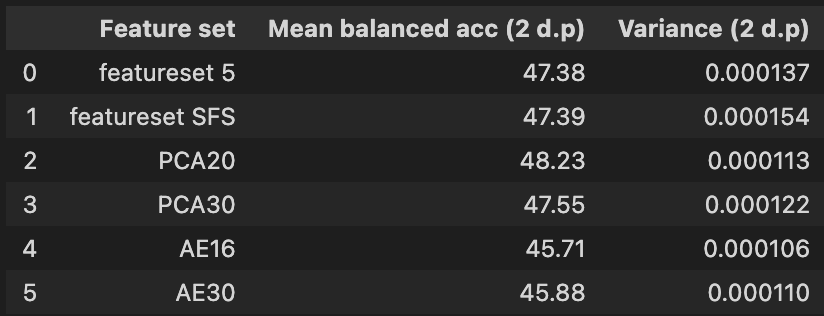 Feature set Mean balanced acc (2 d.p) Variance (2 d.p)
0 featureset 5 47.38 0.000137
1 featureset SFS 47.39 0.000154
2 PCA20 48.23 0.000113
3 PCA30 47.55 0.000122
4 AE16 45.71 0.000106
5 AE30 45.88 0.000110